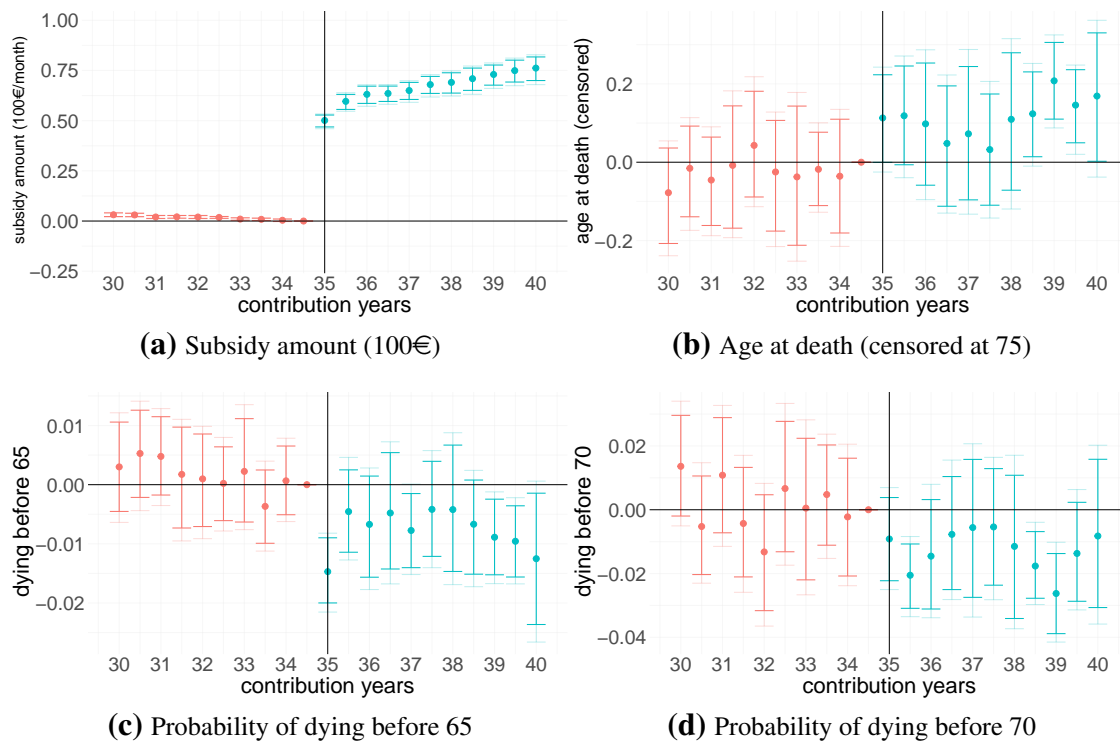 1.00
0.75
0.50
0.25
0.00
−0.25
subsidy amount (100€/month)
30 31 32 33 34 35 36 37 38 39 40
contribution years
(a) Subsidy amount (100€)
0.2
0.0
−0.2
age at death (censored)
30 31 32 33 34 35 36 37 38 39 40
contribution years
(b) Age at death (censored at 75)
0.01
0.00
−0.01
−0.02
dying before 65
30 31 32 33 34 35 36 37 38 39 40
contribution years
(c) Probability of dying before 65
0.02
0.00
−0.02
−0.04
dying before 70
30 31 32 33 34 35 36 37 38 39 40
contribution years
(d) Probability of dying before 70